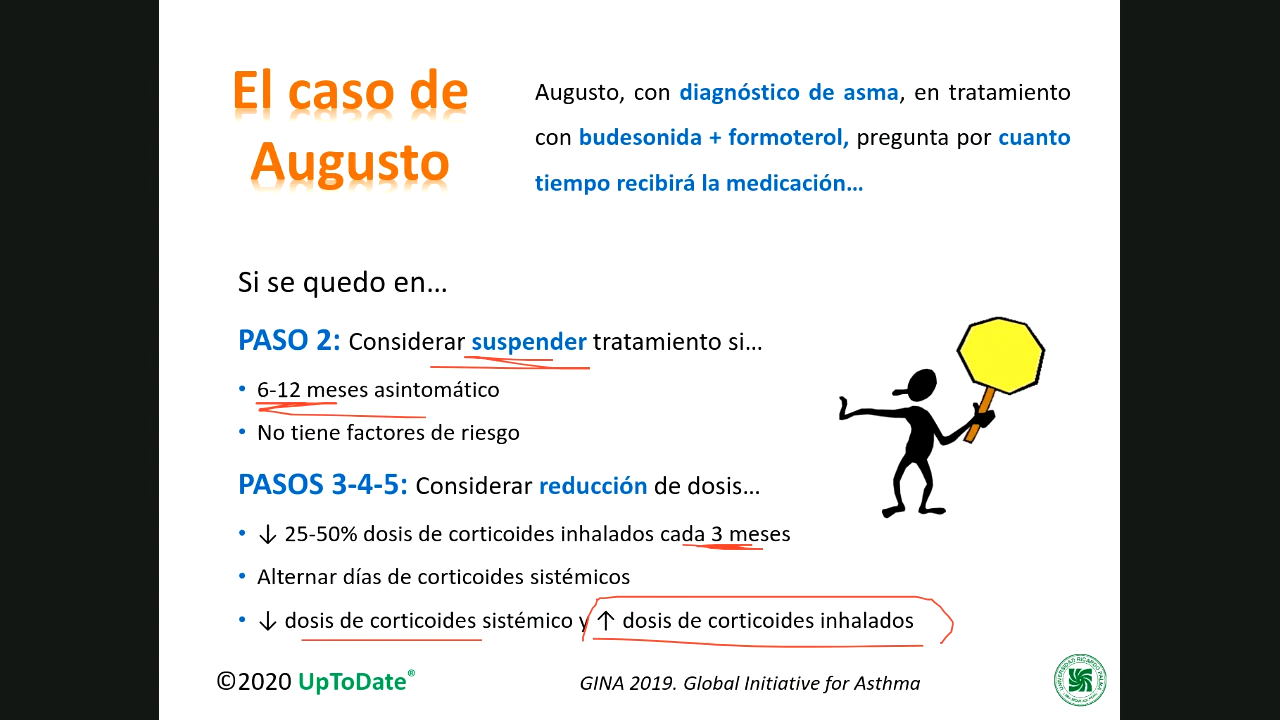 El caso de
Augusto
Augusto, con diagnóstico de asma, en tratamiento
con budesonida + formoterol, pregunta por cuanto
tiempo recibirá la medicación...
Si se quedo en...
PASO 2: Considerar suspender tratamiento si...
• 6-12 meses asintomático
• No tiene factores de riesgo
PASOS 3-4-5: Considerar reducción de dosis...
• ↓ 25-50% dosis de corticoides inhalados cada 3 meses
• Alternar días de corticoides sistémicos
• ↓ dosis de corticoides sistémico y ↑ dosis de corticoides inhalados
©2020 UpToDate®
GINA 2019. Global Initiative for Asthma
UNIVERSIDAD RICARDO PALMA